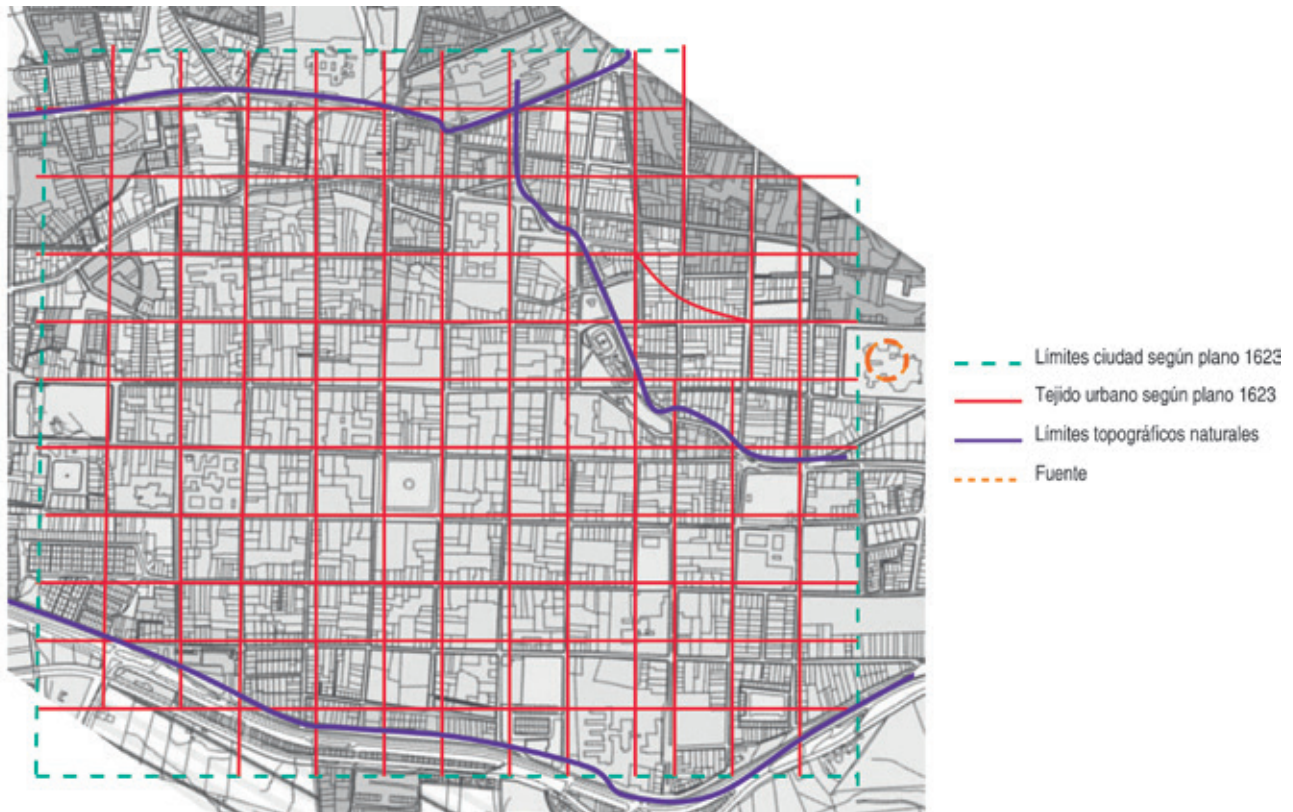 Límites ciudad según plano 1623
Tejido urbano según plano 1623
Límites topográficos naturales
Fuente